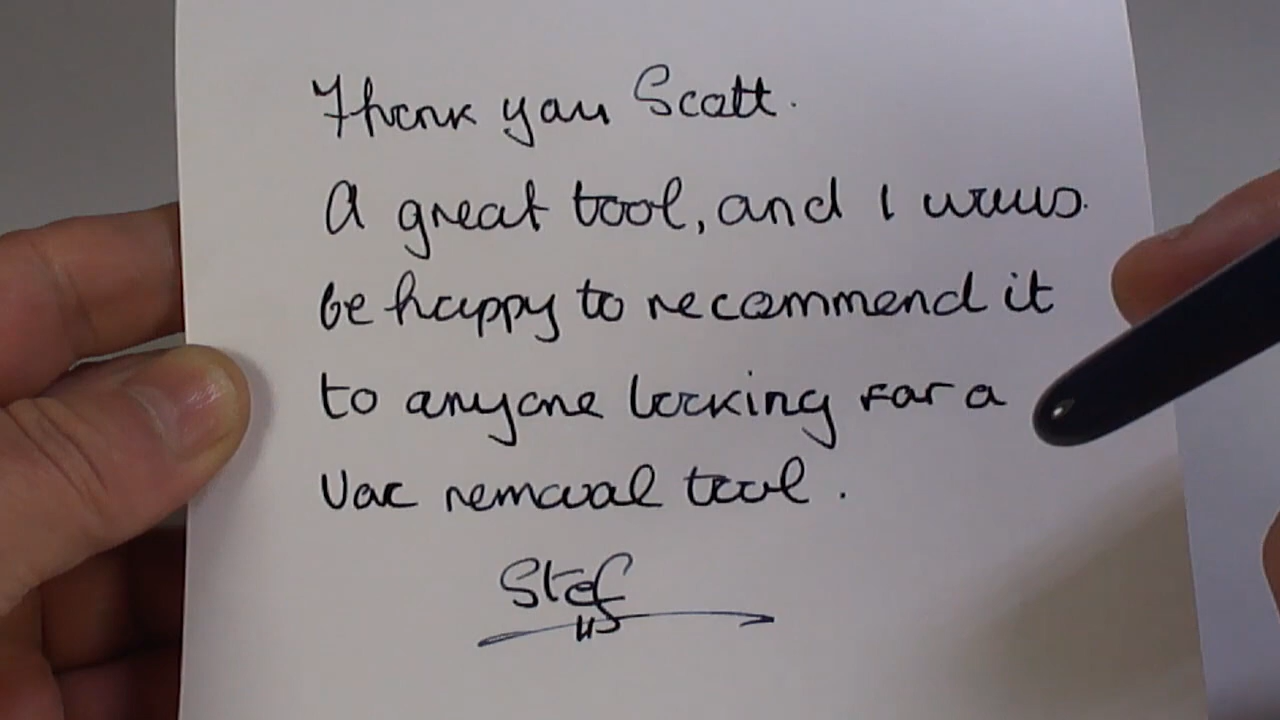 Thank you Scott.
A great tool, and I would
be happy to recommend it
to anyone looking for a
Vac removal tool.
Stef